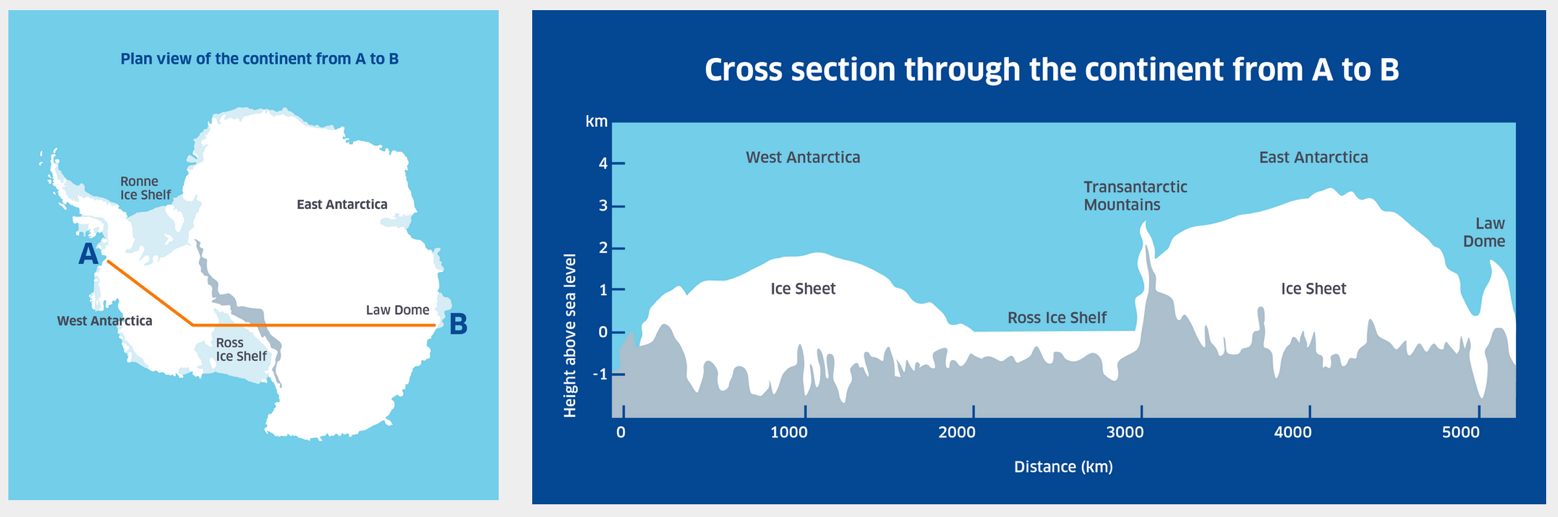 Plan view of the continent from A to B
Ronne
Ice Shelf
East Antarctica
A
Law Dome
West Antarctica
B
Ross
Ice Shelf
Cross section through the continent from A to B
km
West Antarctica
East Antarctica
4
Transantarctic
Mountains
3
Law
Dome
2
Ice Sheet
Ice Sheet
1
Ross Ice Shelf
0
-1
Height above sea level
0
1000
2000
3000
4000
5000
Distance (km)